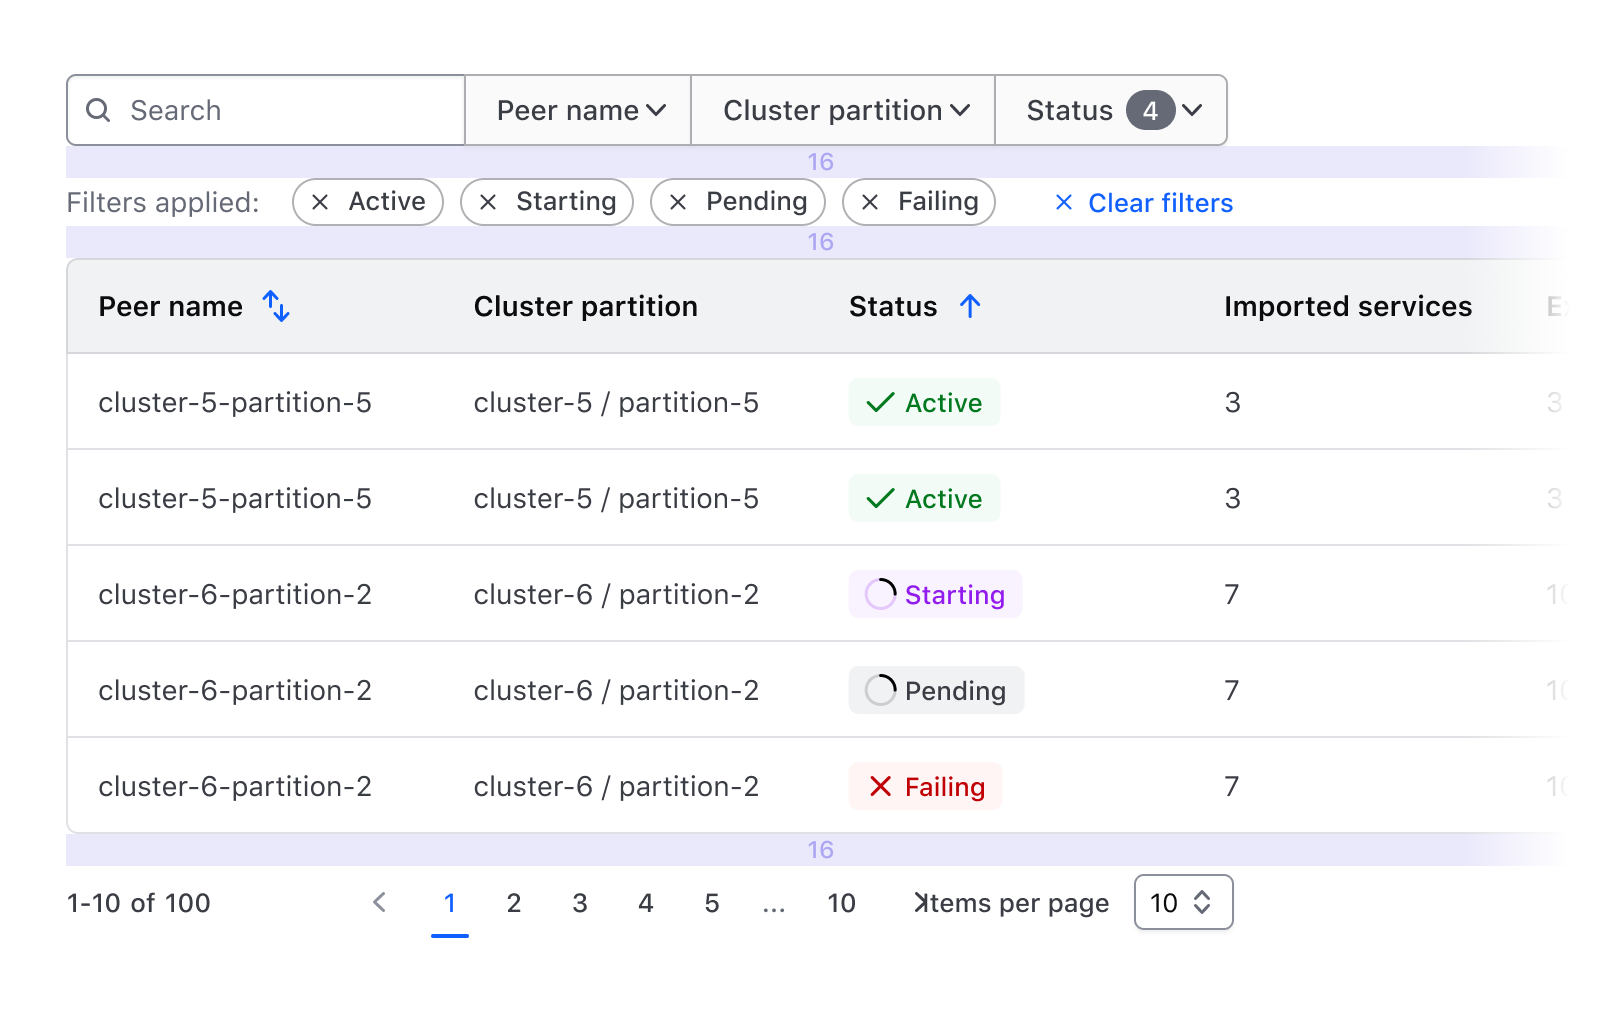 Search Peer name Cluster partition Status 4
16
Filters applied: Active Starting Pending Failing Clear filters
16
Peer name Cluster partition Status Imported services
cluster-5-partition-5 cluster-5 / partition-5 Active 3 3
cluster-5-partition-5 cluster-5 / partition-5 Active 3 3
cluster-6-partition-2 cluster-6 / partition-2 Starting 7
cluster-6-partition-2 cluster-6 / partition-2 Pending 7
cluster-6-partition-2 cluster-6 / partition-2 Failing 7
16
1-10 of 100 1 2 3 4 5 ... 10 Items per page 10